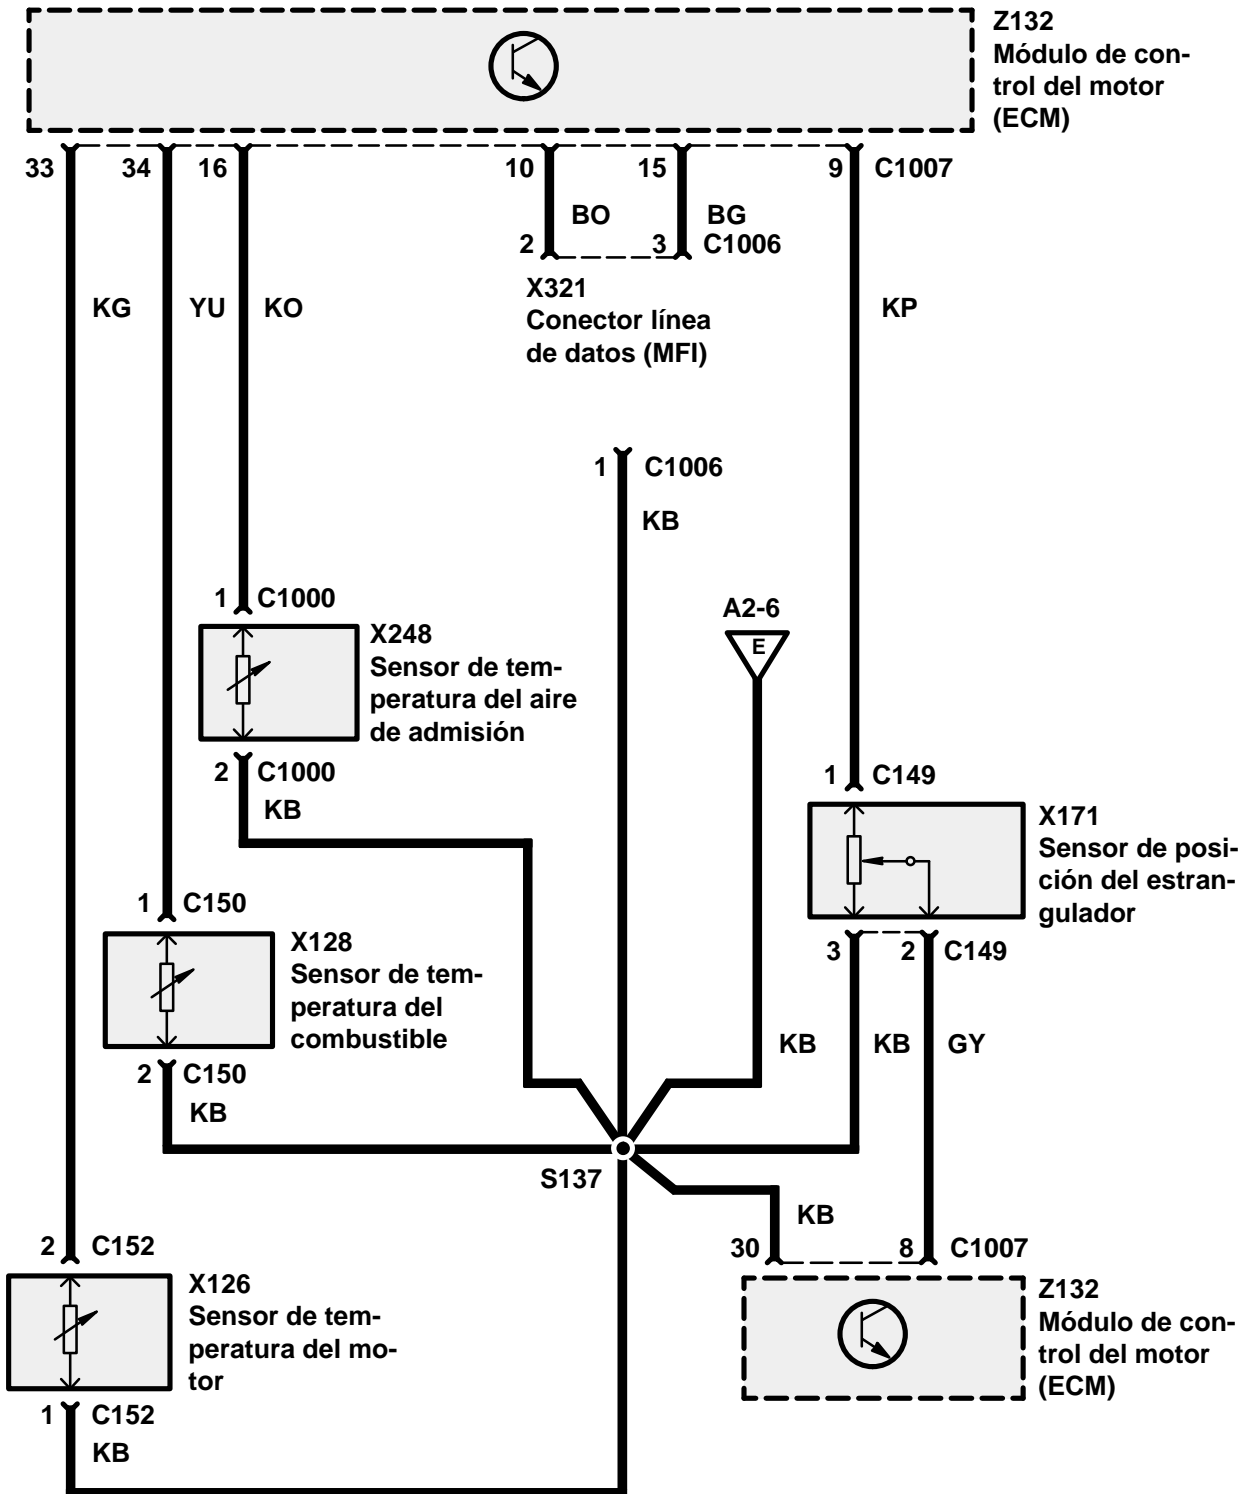 Z132
Módulo de con-
trol del motor
(ECM)
33 34 16 10 15 9 C1007
BO BG
2 3 C1006
X321
Conector línea
de datos (MFI)
KG YU KO KP
1 C1006
KB
1 C1000
A2-6
E
X248
Sensor de tem-
peratura del aire
de admisión
2 C1000
KB
1 C149
X171
Sensor de posi-
ción del estran-
gulador
1 C150
X128
Sensor de tem-
peratura del
combustible
3 2 C149
KB KB GY
2 C150
KB
S137
KB
30 8 C1007
2 C152
X126
Sensor de tem-
peratura del mo-
tor
Z132
Módulo de con-
trol del motor
(ECM)
1 C152
KB